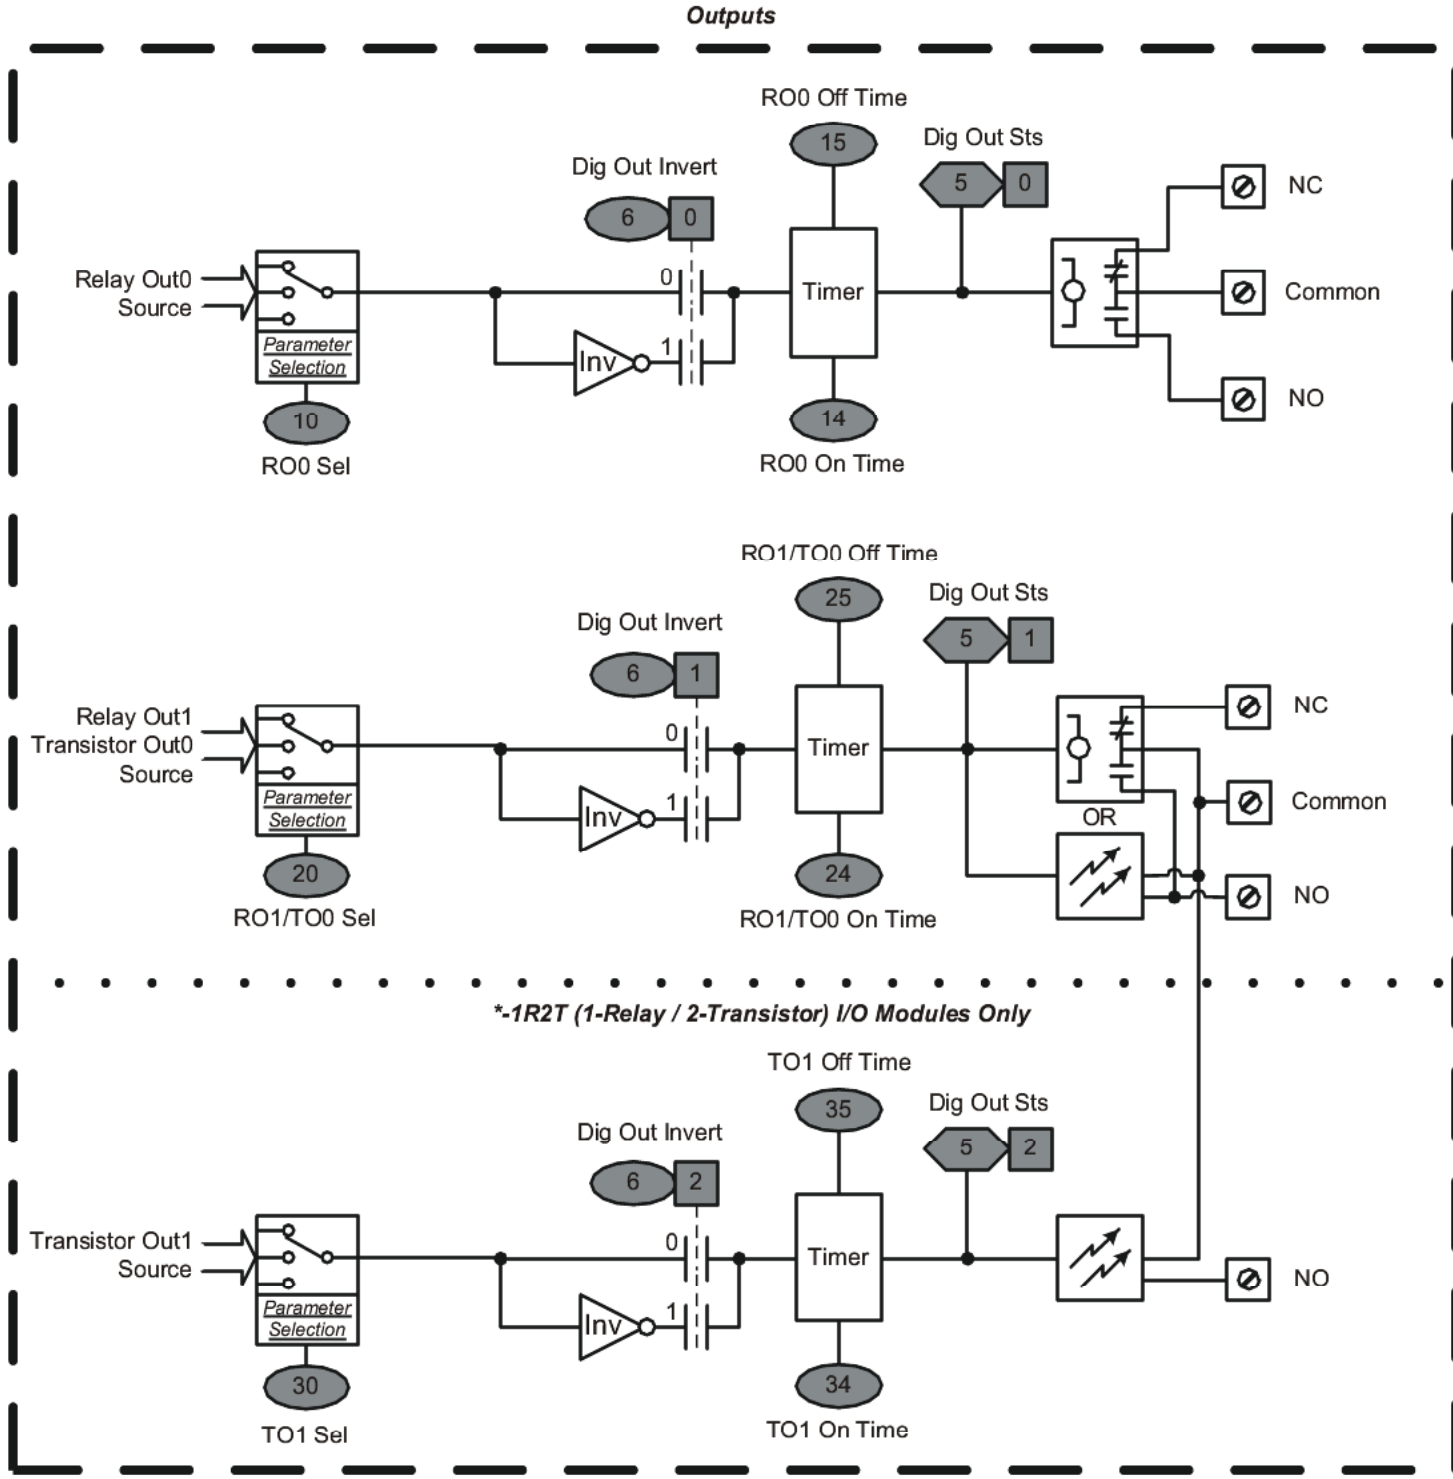 Outputs
RO0 Off Time
15
Dig Out Sts
5 0
Dig Out Invert
6 0
NC
Relay Out0
Source
0
Timer
Common
Parameter
Selection
Inv
1
10
14
NO
RO0 Sel
RO0 On Time
RO1/TO0 Off Time
25
Dig Out Sts
5 1
Dig Out Invert
6 1
NC
Relay Out1
Transistor Out0
Source
0
Timer
Common
Parameter
Selection
Inv
1
OR
20
24
NO
RO1/TO0 Sel
RO1/TO0 On Time
*-1R2T (1-Relay / 2-Transistor) I/O Modules Only
TO1 Off Time
35
Dig Out Sts
5 2
Dig Out Invert
6 2
Transistor Out1
Source
0
Timer
NO
Parameter
Selection
Inv
1
30
34
TO1 Sel
TO1 On Time